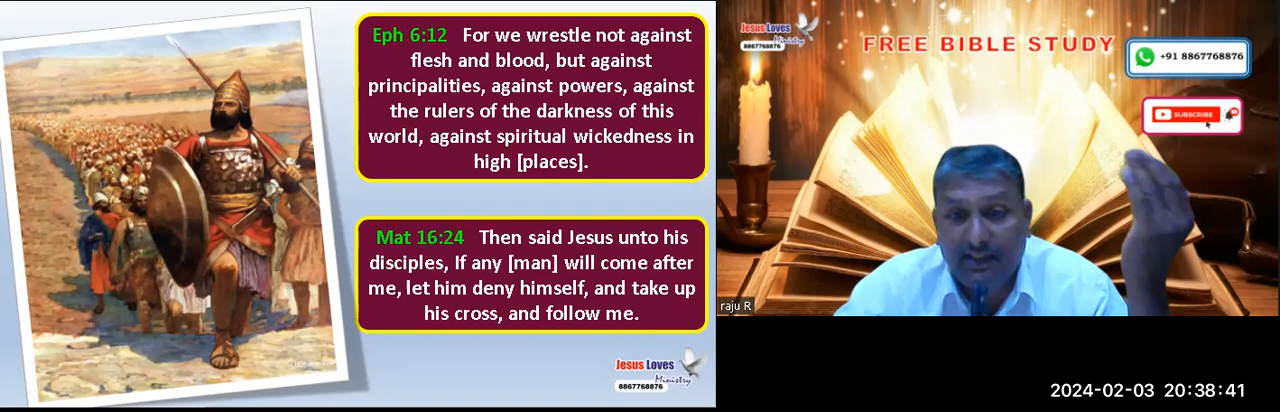 Eph 6:12 For we wrestle not against
flesh and blood, but against
principalities, against powers, against
the rulers of the darkness of this
world, against spiritual wickedness in
high [places].
Mat 16:24 Then said Jesus unto his
disciples, If any [man] will come after
me, let him deny himself, and take up
his cross, and follow me.
Jesus Loves
Ministry
8867768876
Jesus Loves
Ministry
8867768876
FREE BIBLE STUDY
+91 8867768876
SUBSCRIBE
raju R
2024-02-03 20:38:41